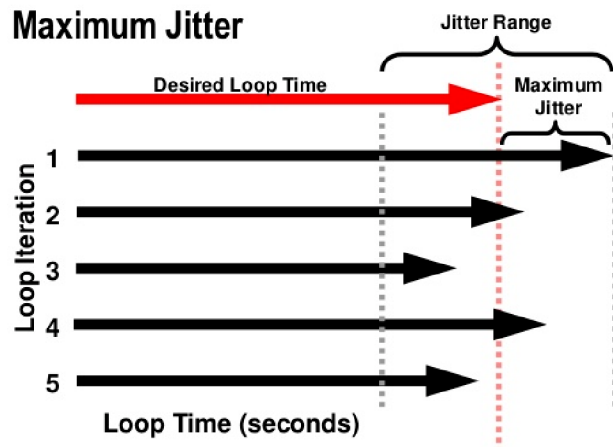 Maximum Jitter
Jitter Range
Desired Loop Time
Maximum
Jitter
Loop Iteration
1
2
3
4
5
Loop Time (seconds)